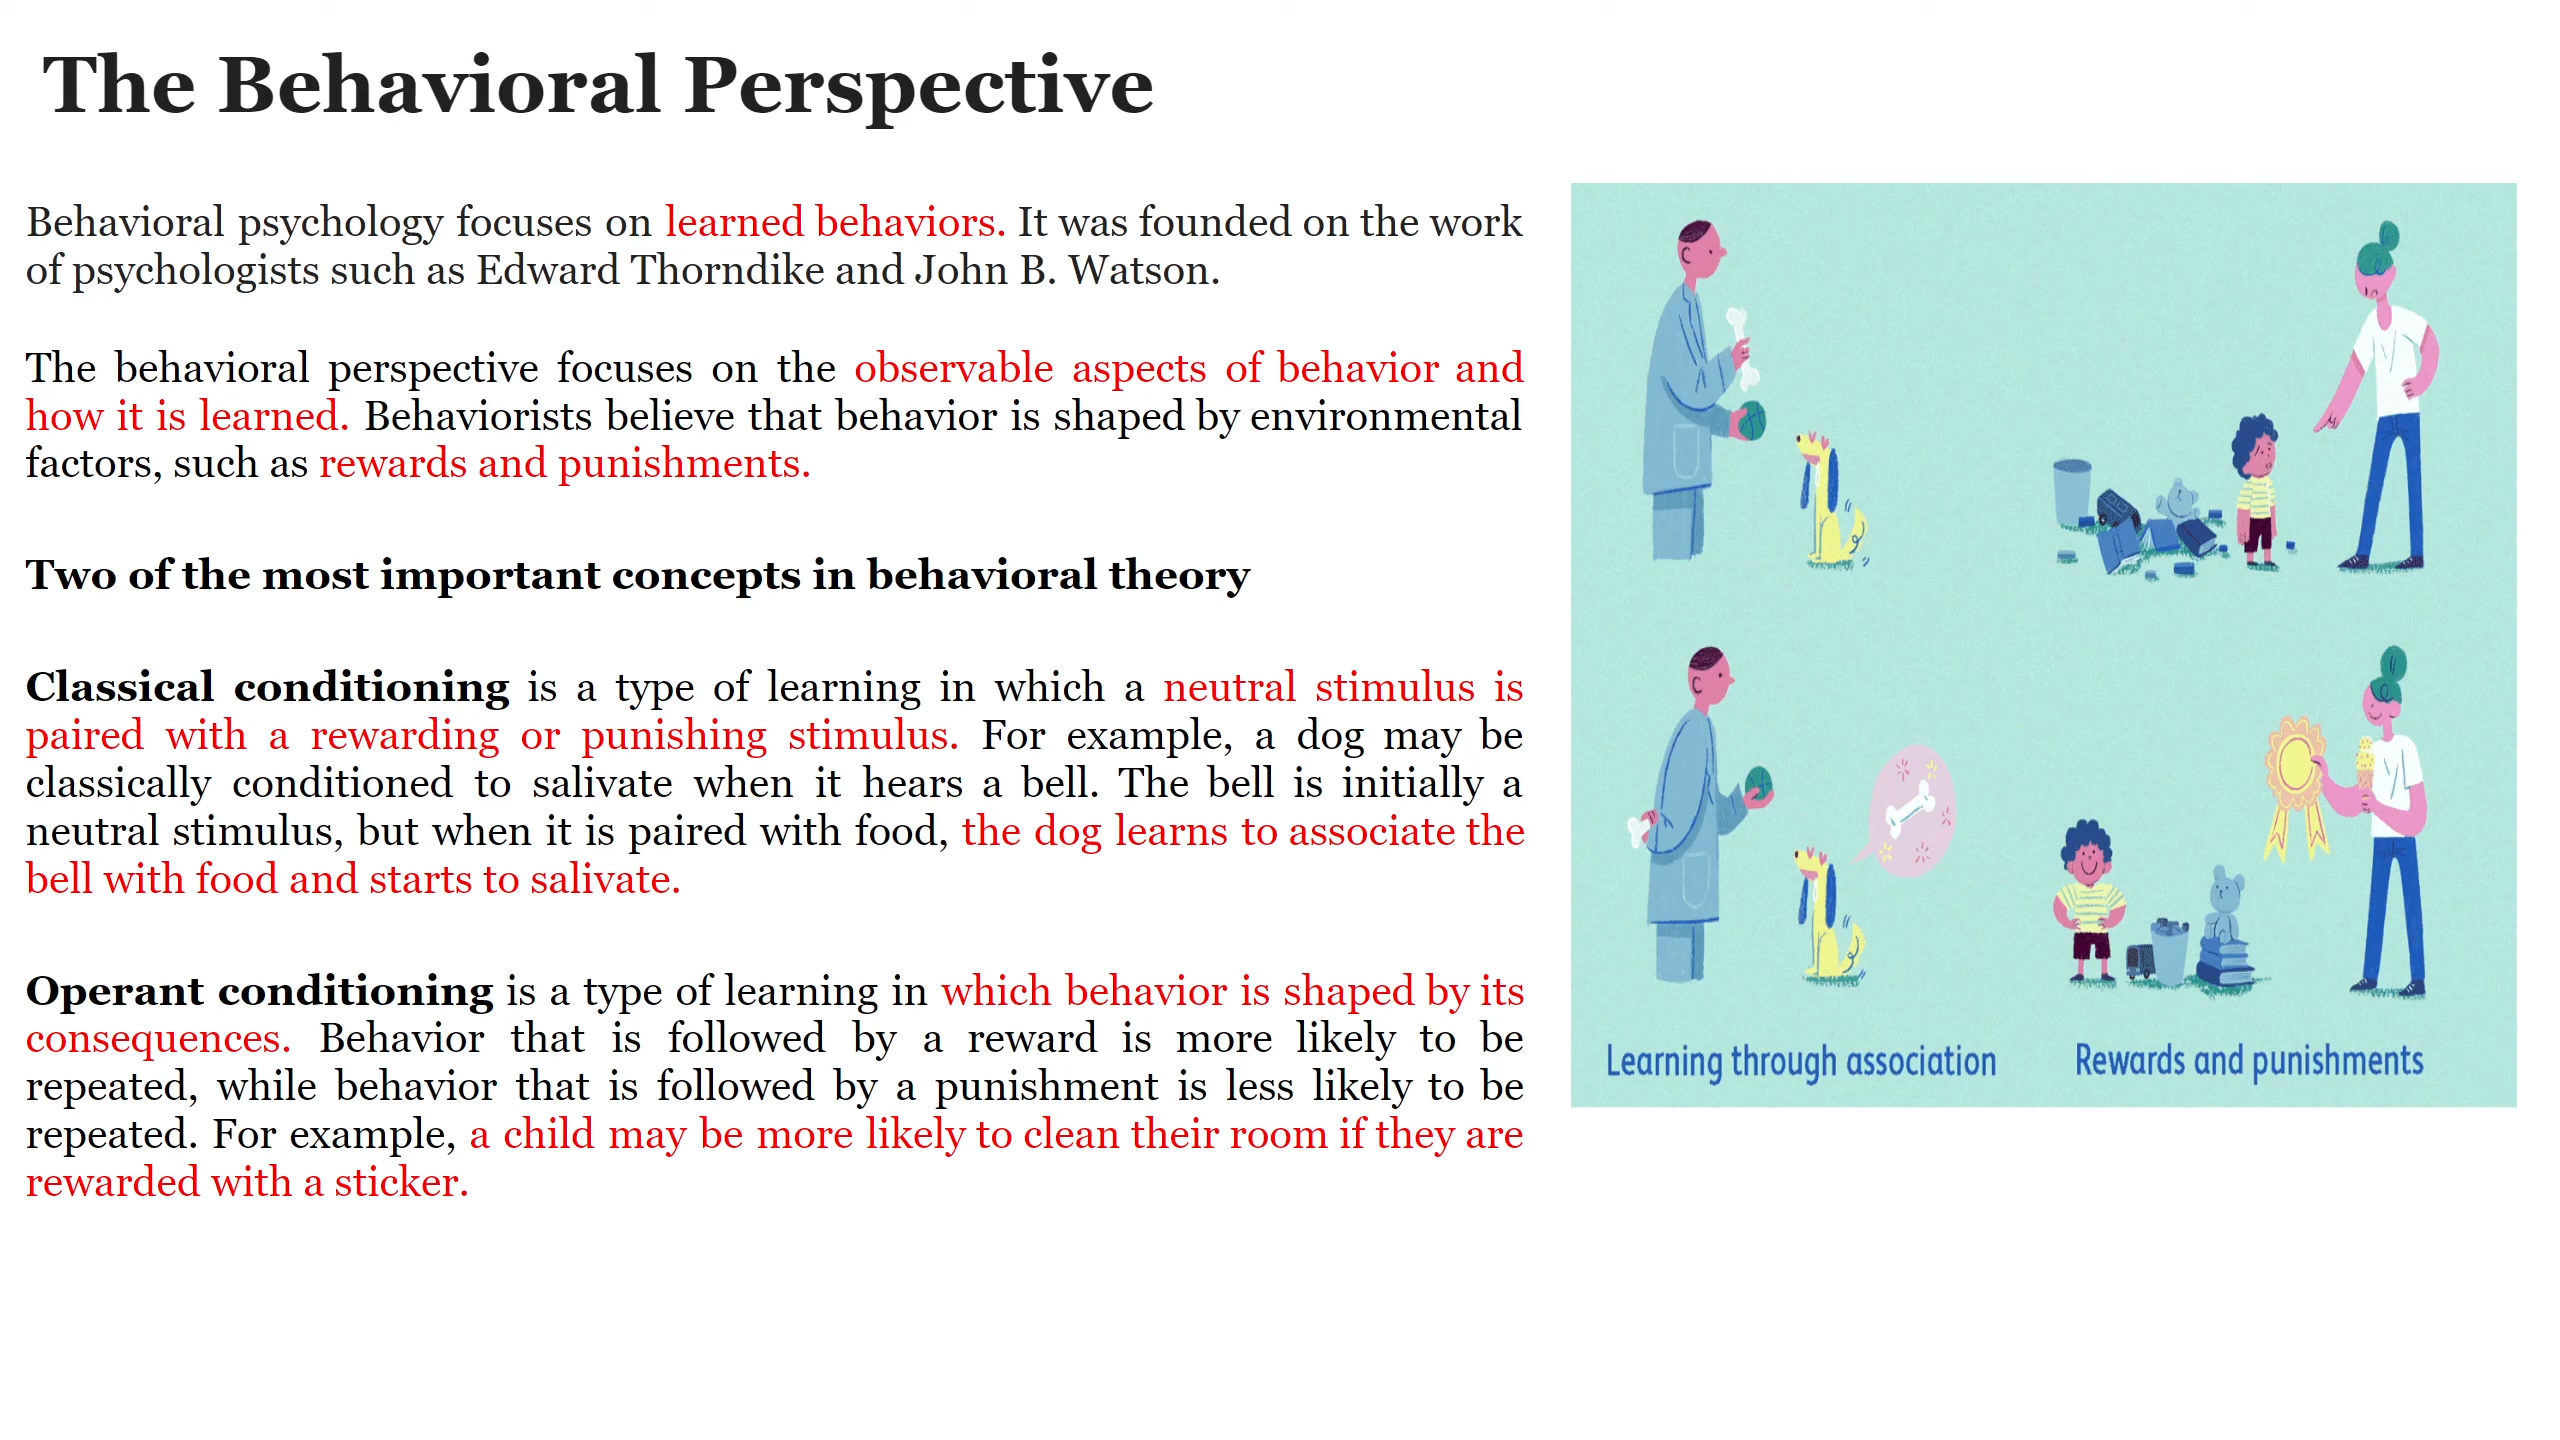 The Behavioral Perspective
Behavioral psychology focuses on learned behaviors. It was founded on the work
of psychologists such as Edward Thorndike and John B. Watson.
The behavioral perspective focuses on the observable aspects of behavior and
how it is learned. Behaviorists believe that behavior is shaped by environmental
factors, such as rewards and punishments.
Two of the most important concepts in behavioral theory
Classical conditioning is a type of learning in which a neutral stimulus is
paired with a rewarding or punishing stimulus. For example, a dog may be
classically conditioned to salivate when it hears a bell. The bell is initially a
neutral stimulus, but when it is paired with food, the dog learns to associate the
bell with food and starts to salivate.
Operant conditioning is a type of learning in which behavior is shaped by its
consequences. Behavior that is followed by a reward is more likely to be
repeated, while behavior that is followed by a punishment is less likely to be
repeated. For example, a child may be more likely to clean their room if they are
rewarded with a sticker.
Learning through association
Rewards and punishments